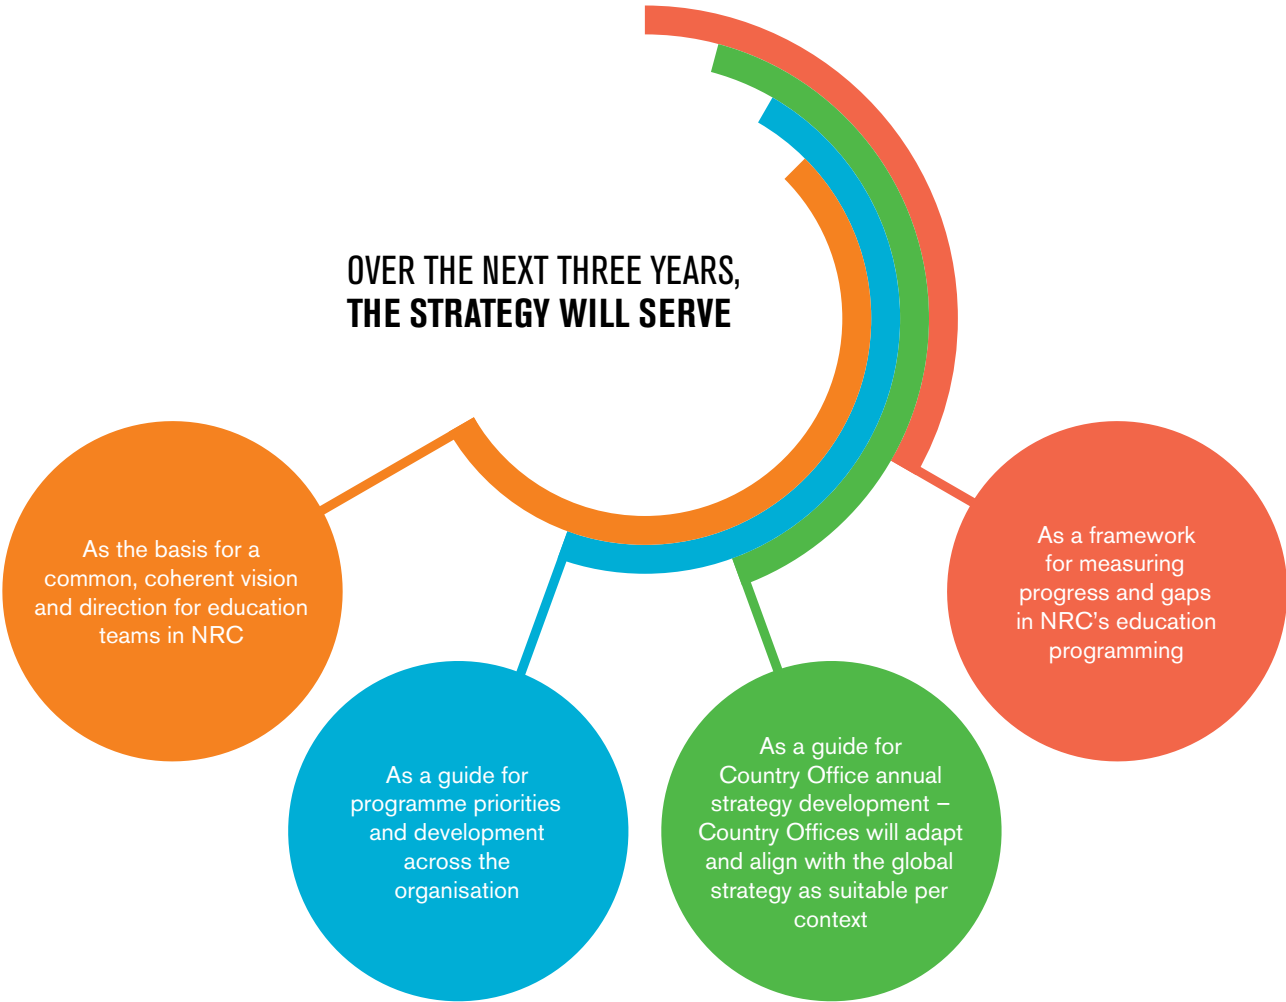 OVER THE NEXT THREE YEARS,
THE STRATEGY WILL SERVE
As the basis for a
common, coherent vision
and direction for education
teams in NRC
As a guide for
programme priorities
and development
across the
organisation
As a guide for
Country Office annual
strategy development –
Country Offices will adapt
and align with the global
strategy as suitable per
context
As a framework
for measuring
progress and gaps
in NRC's education
programming